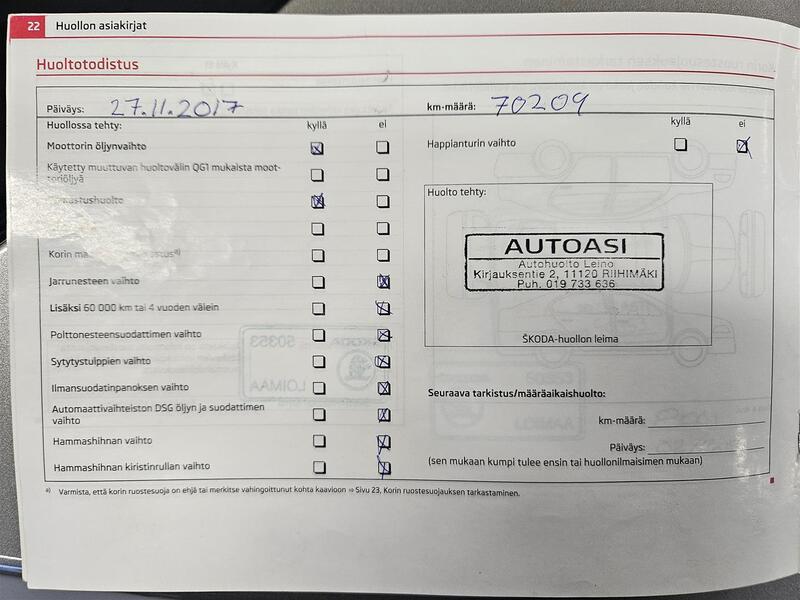 22 Huollon asiakirjat
Huoltotodistus
Päiväys: 27.11.2017
km-määrä: 70209
Huollossa tehty: kyllä ei
Moottorin öljynvaihto
Käytetty muuttuvan huoltovälin QG1 mukaista moot-
toriöljyä
Jarrunesteen vaihto
Lisäksi 60 000 km tai 4 vuoden välein
Polttonesteensuodattimen vaihto
Sytytystulppien vaihto
Ilmansuodatinpanoksen vaihto
Automaattivaihteiston DSG öljyn ja suodattimen
vaihto
Hammashihnan vaihto
Hammashihnan kiristinrullan vaihto
kyllä ei
Happianturin vaihto
Huolto tehty:
AUTOASI
Autohuolto Leino
Kirjauksentie 2, 11120 RIIHIMÄKI
Puh. 019 733 636
ŠKODA-huollon leima
Seuraava tarkistus/määräaikaishuolto:
km-määrä:
Päiväys:
(sen mukaan kumpi tulee ensin tai huollonilmaisimen mukaan)
a) Varmista, että korin ruostesuoja on ehjä tai merkitse vahingoittunut kohta kaavioon ⇒ Sivu 23, Korin ruostesuojauksen tarkastaminen.